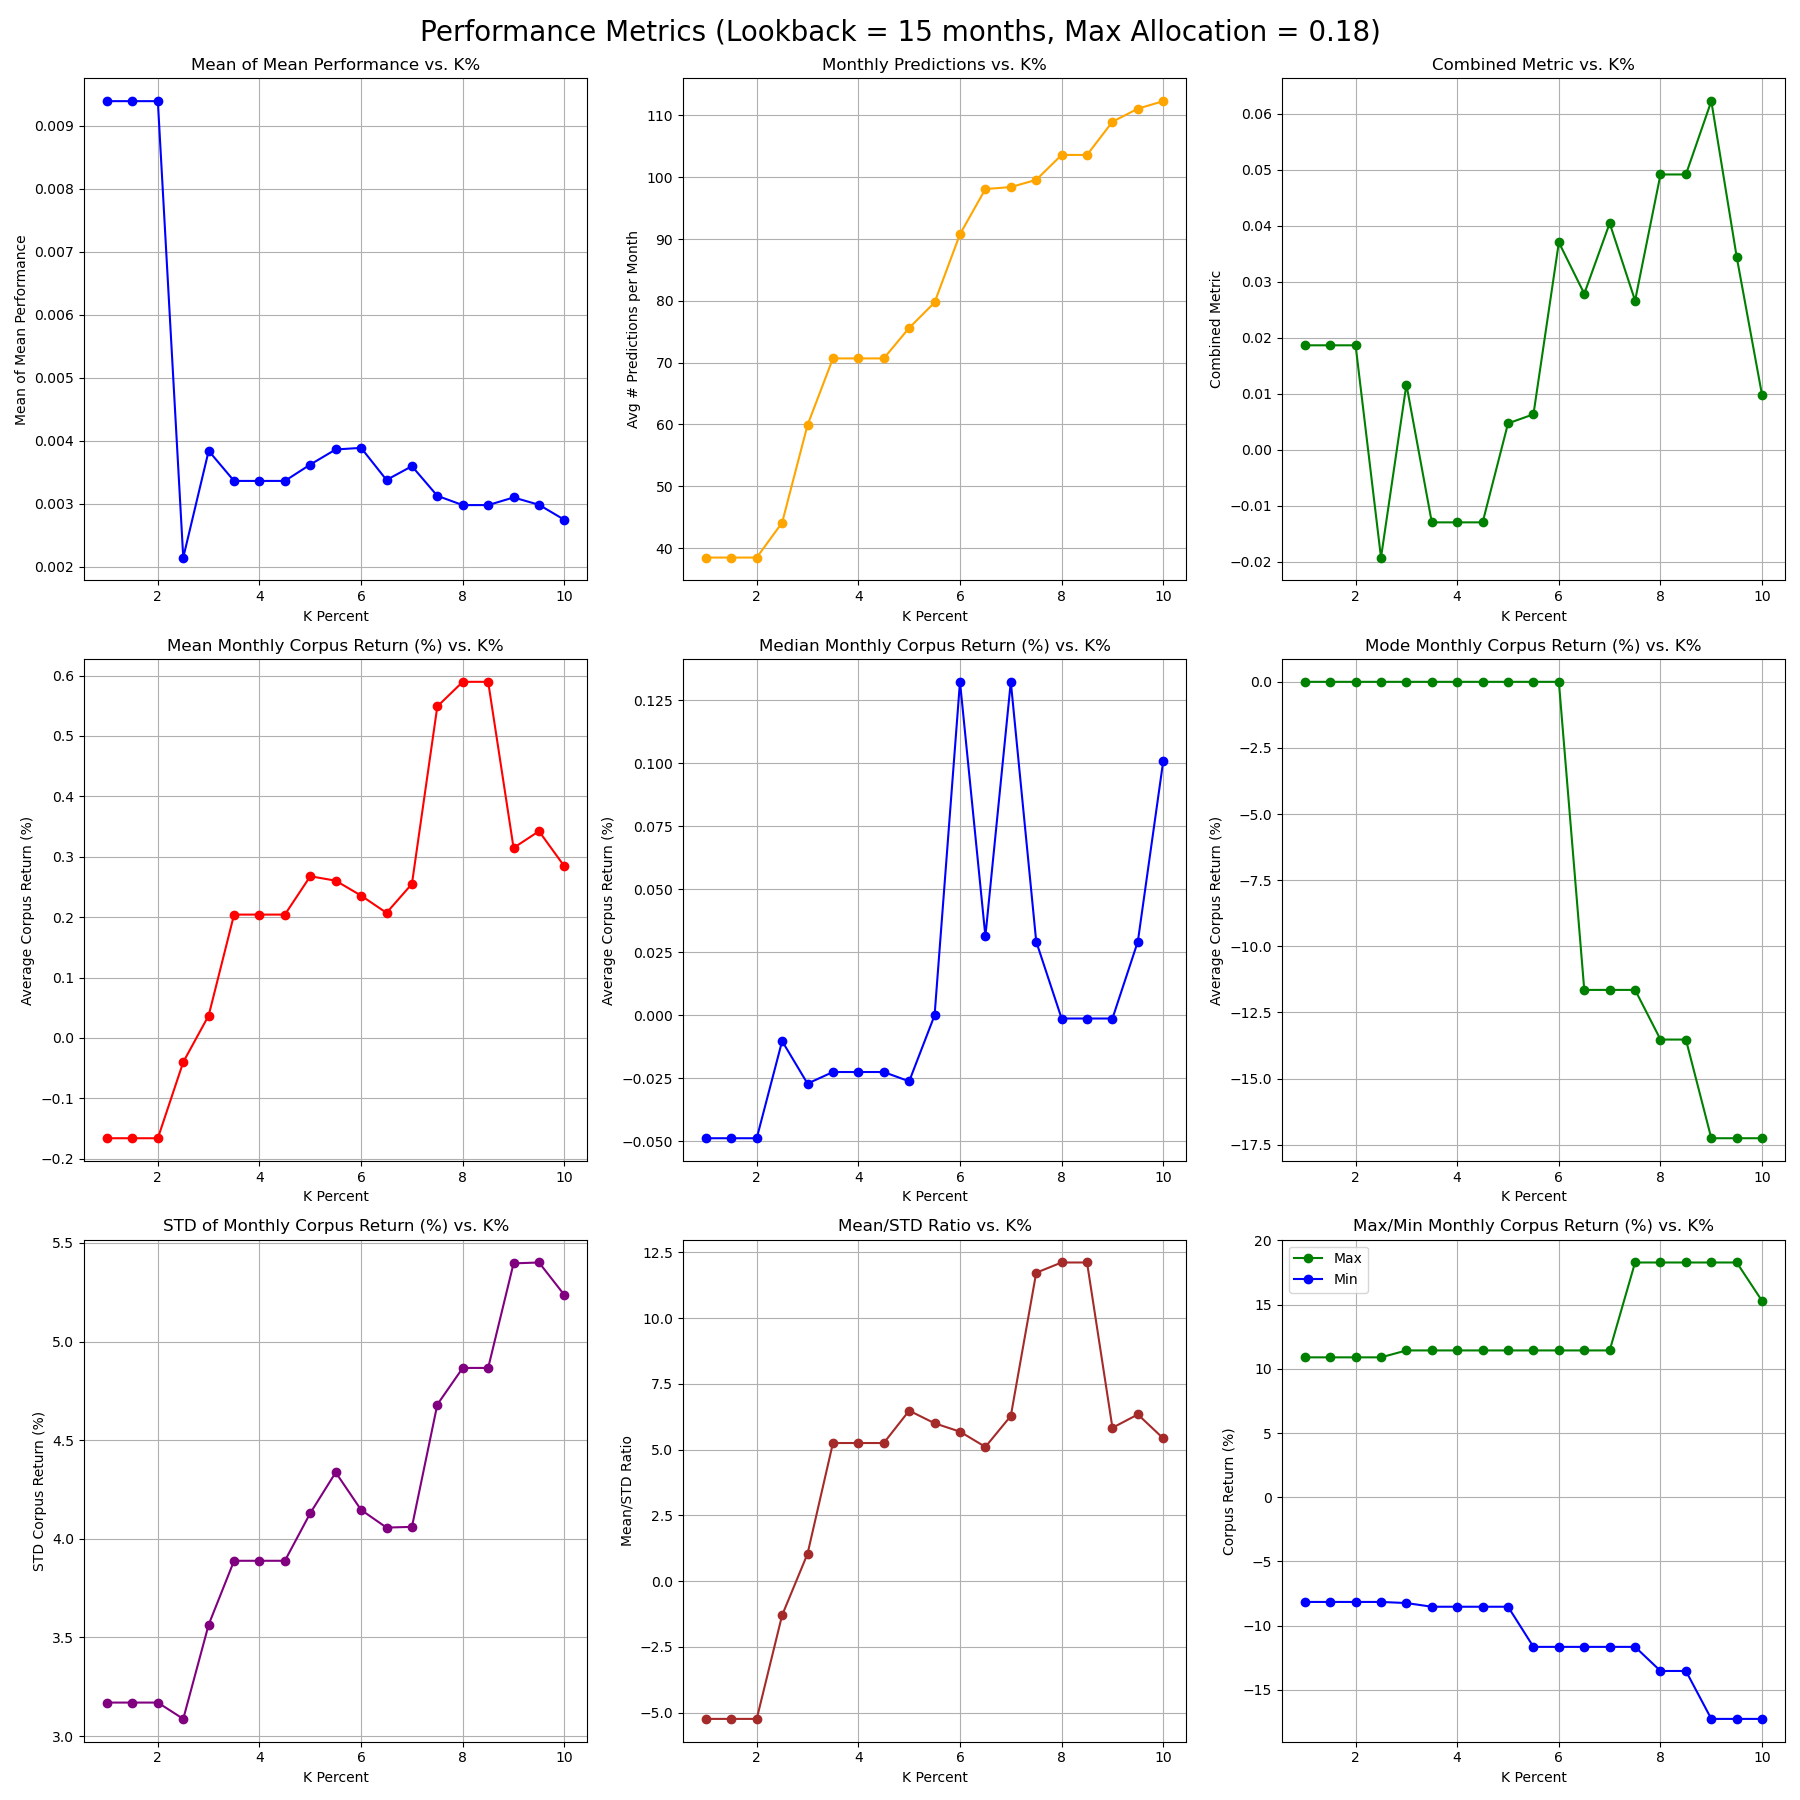 Performance Metrics (Lookback = 15 months, Max Allocation = 0.18)
Mean of Mean Performance vs. K%
Mean of Mean Performance
0.009
0.008
0.007
0.006
0.005
0.004
0.003
0.002
2 4 6 8 10
K Percent
Monthly Predictions vs. K%
Avg # Predictions per Month
110
100
90
80
70
60
50
40
2 4 6 8 10
K Percent
Combined Metric vs. K%
Combined Metric
0.06
0.05
0.04
0.03
0.02
0.01
0.00
−0.01
−0.02
2 4 6 8 10
K Percent
Mean Monthly Corpus Return (%) vs. K%
Average Corpus Return (%)
0.6
0.5
0.4
0.3
0.2
0.1
0.0
−0.1
−0.2
2 4 6 8 10
K Percent
Median Monthly Corpus Return (%) vs. K%
Average Corpus Return (%)
0.125
0.100
0.075
0.050
0.025
0.000
−0.025
−0.050
2 4 6 8 10
K Percent
Mode Monthly Corpus Return (%) vs. K%
Average Corpus Return (%)
0.0
−2.5
−5.0
−7.5
−10.0
−12.5
−15.0
−17.5
2 4 6 8 10
K Percent
STD of Monthly Corpus Return (%) vs. K%
STD Corpus Return (%)
5.5
5.0
4.5
4.0
3.5
3.0
2 4 6 8 10
K Percent
Mean/STD Ratio vs. K%
Mean/STD Ratio
12.5
10.0
7.5
5.0
2.5
0.0
−2.5
−5.0
2 4 6 8 10
K Percent
Max/Min Monthly Corpus Return (%) vs. K%
Corpus Return (%)
Max
Min
20
15
10
5
0
−5
−10
−15
2 4 6 8 10
K Percent